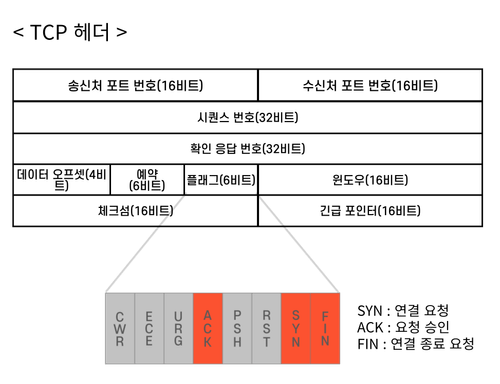 < TCP 헤더 >
송신처 포트 번호(16비트) 수신처 포트 번호(16비트)
시퀀스 번호(32비트)
확인 응답 번호(32비트)
데이터 오프셋(4비
트)
예약
(6비트)
플래그(6비트)
윈도우(16비트)
체크섬(16비트) 긴급 포인터(16비트)
CWR ECE URG ACK PSH RST SYN FIN
SYN : 연결 요청
ACK : 요청 승인
FIN : 연결 종료 요청